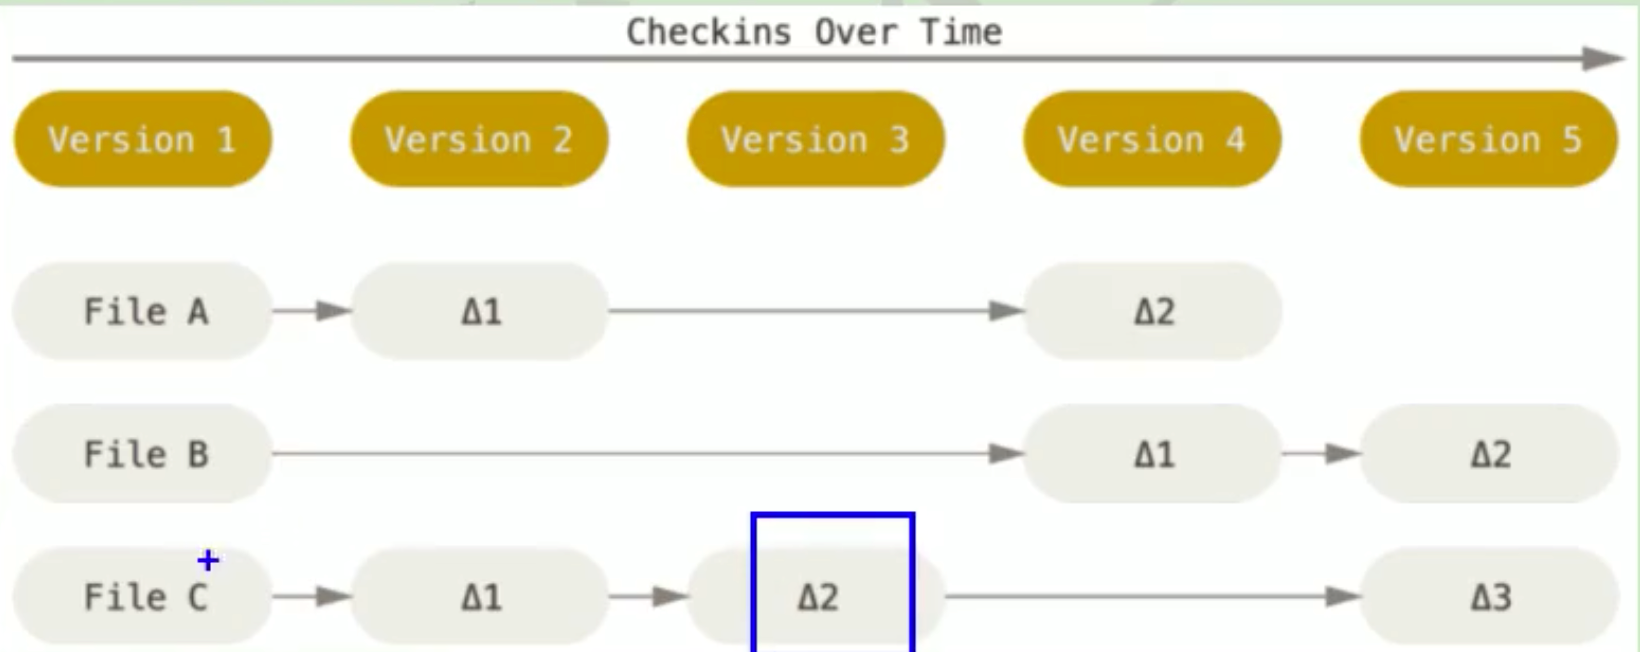 Checkins Over Time
Version 1 Version 2 Version 3 Version 4 Version 5
File A Δ1 Δ2
File B Δ1 Δ2
File C Δ1 Δ2 Δ3